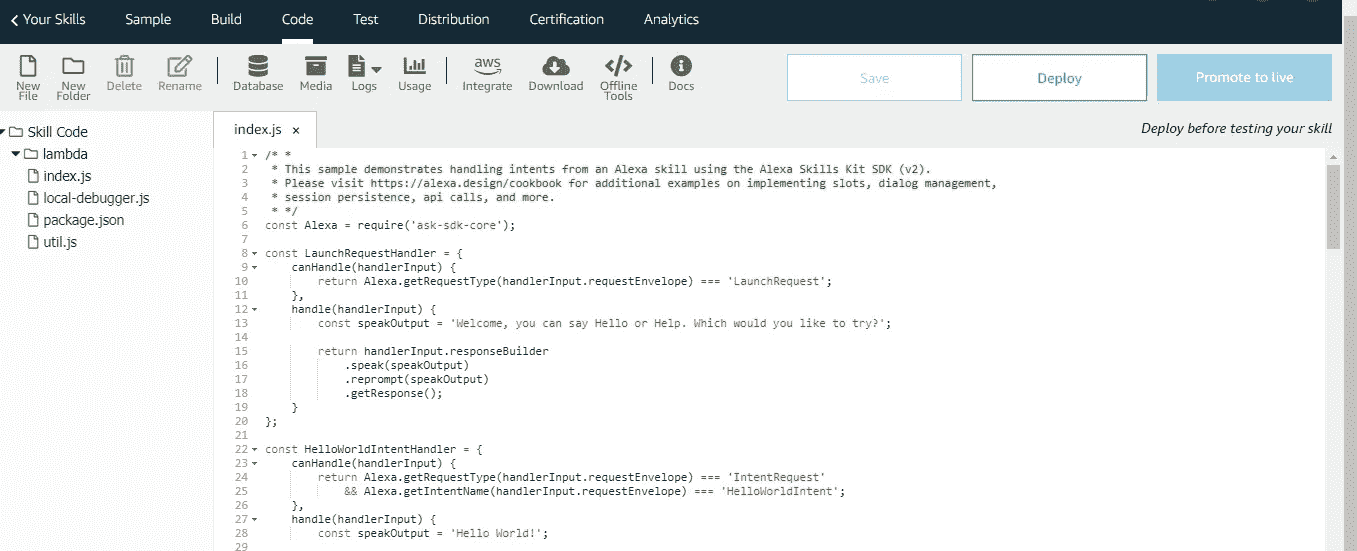 Your Skills Sample Build Code Test Distribution Certification Analytics
New File New Folder Delete Rename Database Media Logs Usage aws Integrate Download Offline Tools Docs Save Deploy Promote to live
Skill Code
lambda
index.js
local-debugger.js
package.json
util.js
index.js × Deploy before testing your skill
1 /* *
2 * This sample demonstrates handling intents from an Alexa skill using the Alexa Skills Kit SDK (v2).
3 * Please visit https://alexa.design/cookbook for additional examples on implementing slots, dialog management,
4 * session persistence, api calls, and more.
5 * */
6 const Alexa = require('ask-sdk-core');
7
8 const LaunchRequestHandler = {
9 canHandle(handlerInput) {
10 return Alexa.getRequestType(handlerInput.requestEnvelope) === 'LaunchRequest';
11 },
12 handle(handlerInput) {
13 const speakOutput = 'Welcome, you can say Hello or Help. Which would you like to try?';
14
15 return handlerInput.responseBuilder
16 .speak(speakOutput)
17 .reprompt(speakOutput)
18 .getResponse();
19 }
20 };
21
22 const HelloWorldIntentHandler = {
23 canHandle(handlerInput) {
24 return Alexa.getRequestType(handlerInput.requestEnvelope) === 'IntentRequest'
25 && Alexa.getIntentName(handlerInput.requestEnvelope) === 'HelloWorldIntent';
26 },
27 handle(handlerInput) {
28 const speakOutput = 'Hello World!';
29